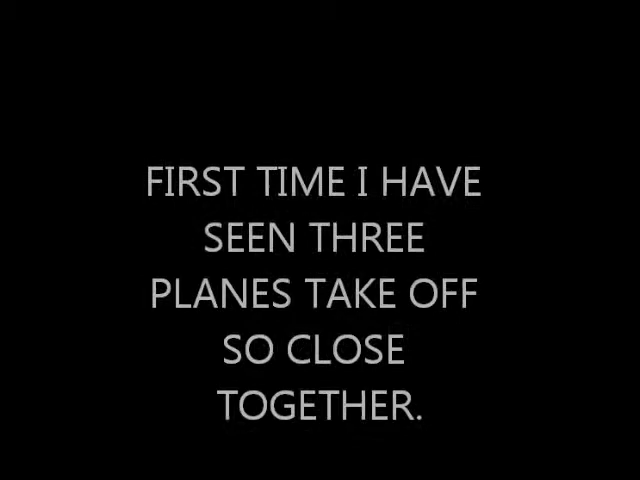 FIRST TIME I HAVE
SEEN THREE
PLANES TAKE OFF
SO CLOSE
TOGETHER.